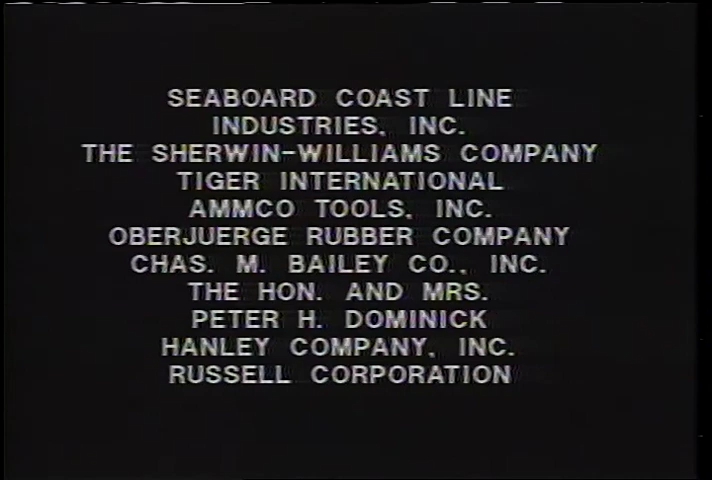 SEABOARD COAST LINE
INDUSTRIES, INC.
THE SHERWIN-WILLIAMS COMPANY
TIGER INTERNATIONAL
AMMCO TOOLS, INC.
OBERJUERGE RUBBER COMPANY
CHAS. M. BAILEY CO., INC.
THE HON. AND MRS.
PETER H. DOMINICK
HANLEY COMPANY, INC.
RUSSELL CORPORATION